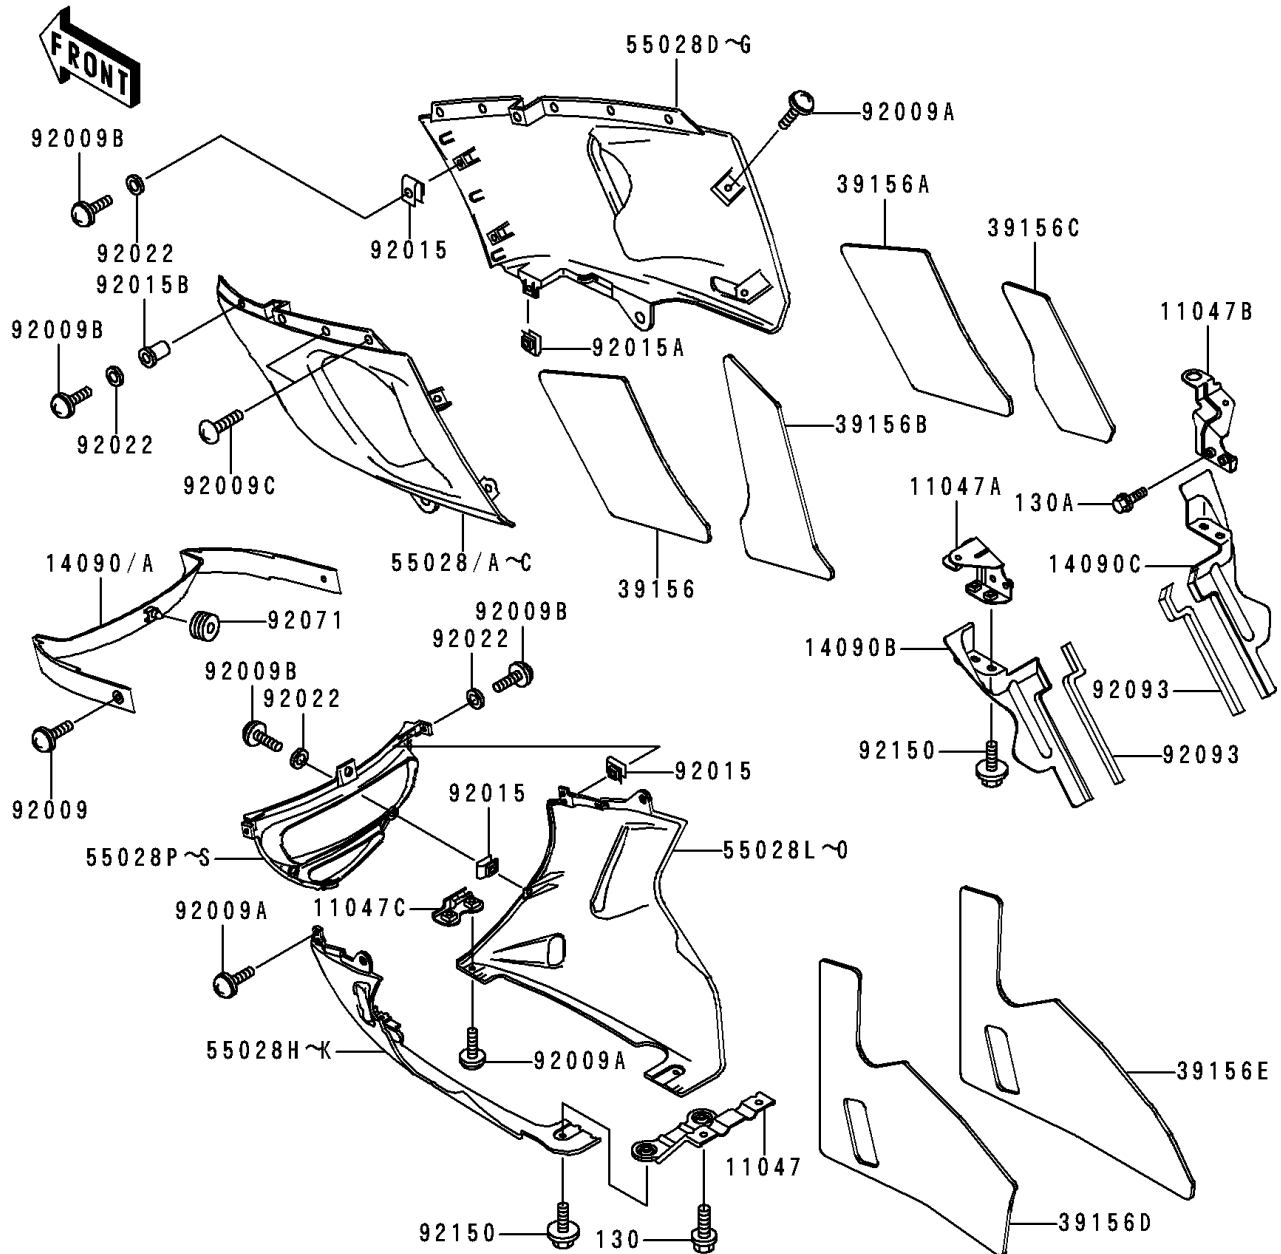 FRONT
55028D~G
92009A
92009B
39156A
92022
92015
39156C
92015B
11047B
92009B
92015A
92022
39156B
92009C
11047A
130A
14090/A
55028/A~C
14090C
39156
92009B
92071
92022
14090B
92009B
92022
92093
92150
92093
92015
92009
92015
55028P~S
55028L~O
92009A
11047C
55028H~K
92009A
39156E
11047
39156D
92150
130